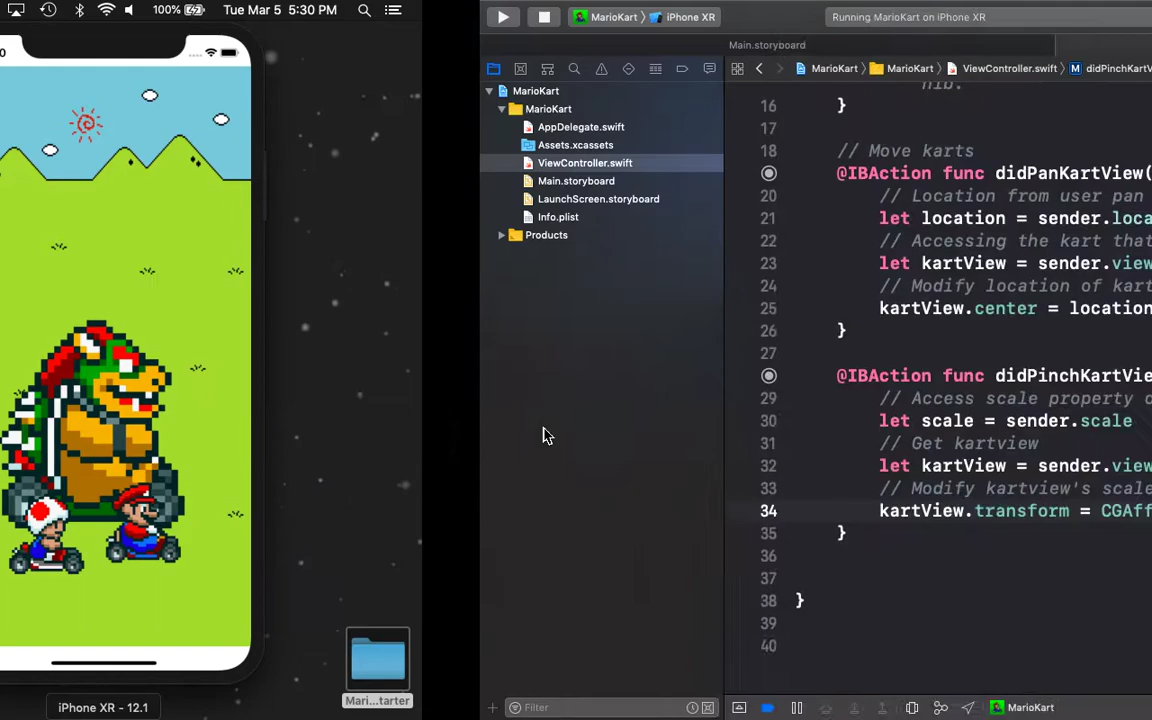 100% Tue Mar 5 5:30 PM
0
iPhone XR - 12.1
Mari...tarter
MarioKart iPhone XR
Running MarioKart on iPhone XR
Main.storyboard
MarioKart MarioKart ViewController.swift M didPinchKartV
MarioKart
MarioKart
AppDelegate.swift
Assets.xcassets
ViewController.swift
Main.storyboard
LaunchScreen.storyboard
Info.plist
Products
Filter
nib.
16 }
17
18 // Move karts
@IBAction func didPanKartView(
20 // Location from user pan
21 let location = sender.loca
22 // Accessing the kart tha
23 let kartView = sender.view
24 // Modify location of kart
25 kartView.center = location
26 }
27
@IBAction func didPinchKartVie
29 // Access scale property o
30 let scale = sender.scale
31 // Get kartview
32 let kartView = sender.view
33 // Modify kartview's scale
34 kartView.transform = CGAff
35 }
36
37
38 }
39
40
MarioKart